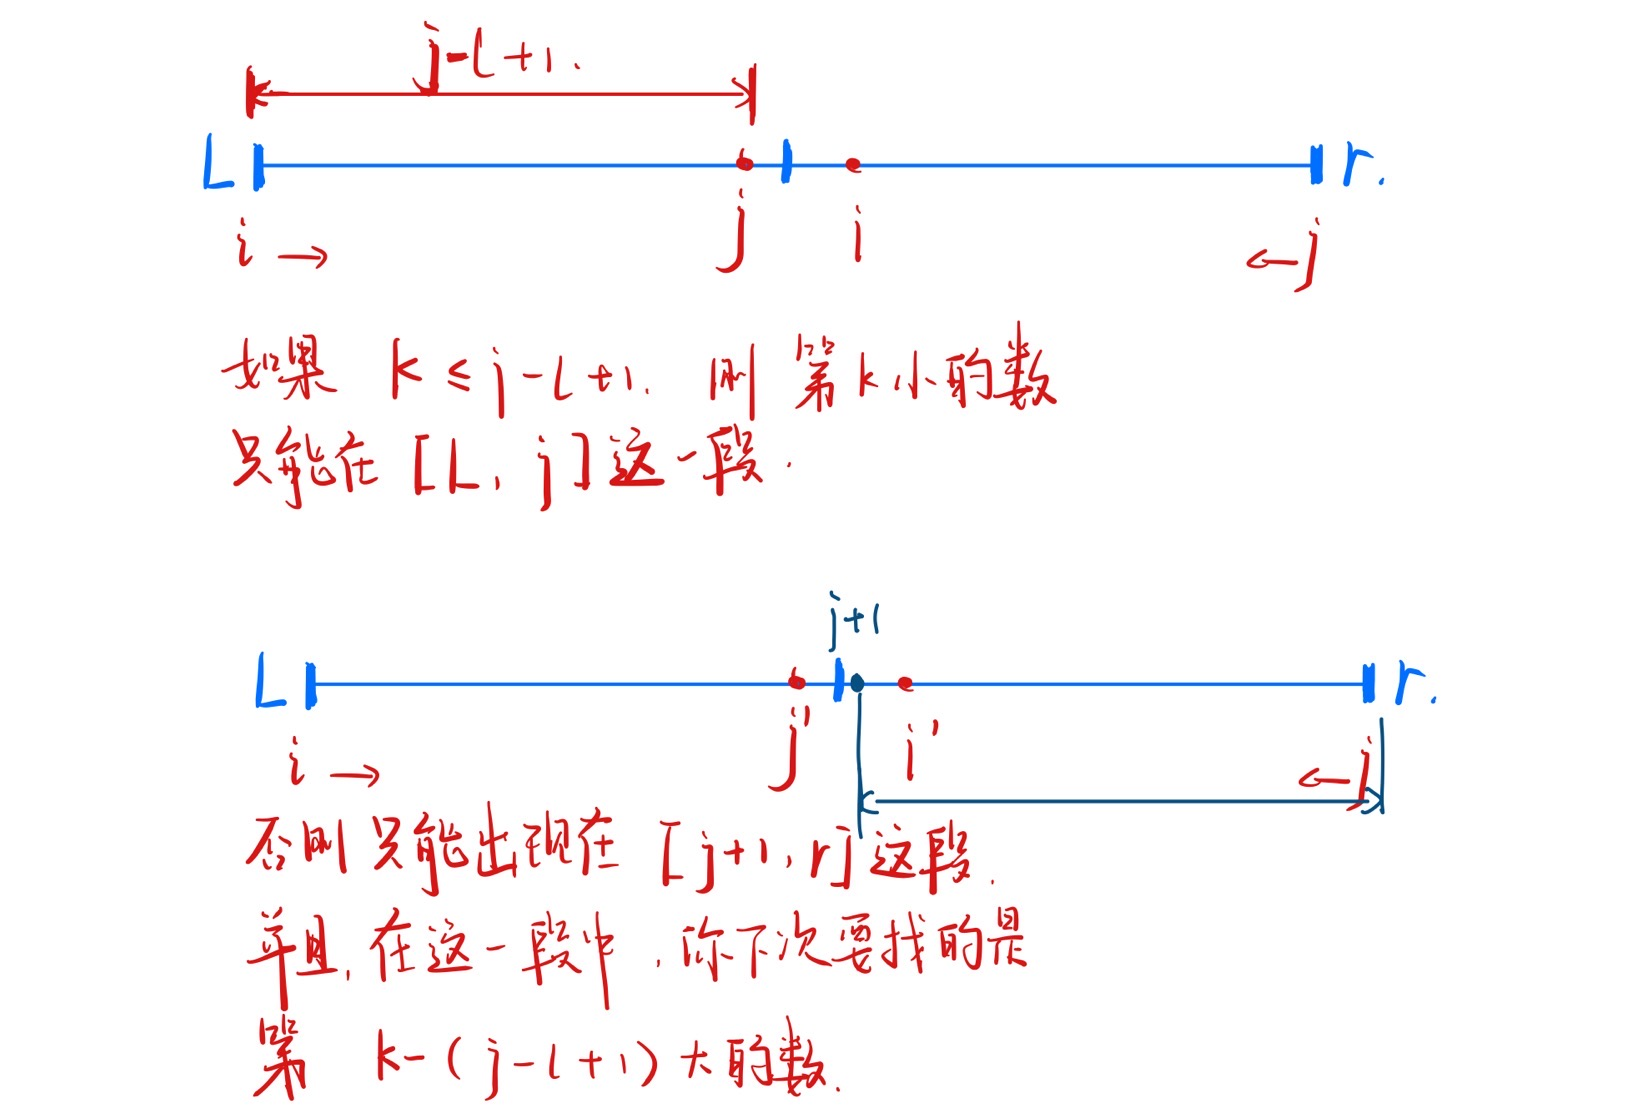 j-l+1.
L r.
j i
i → ← j
如果 k ≤ j-l+1. 则 第k小的数
只能在 [L, j] 这一段.
j+1
L r.
j' i'
i → ← j
否则只能出现在 [j+1, r] 这段.
并且, 在这一段中, 你下次要找的是
第 k-(j-l+1) 大的数.